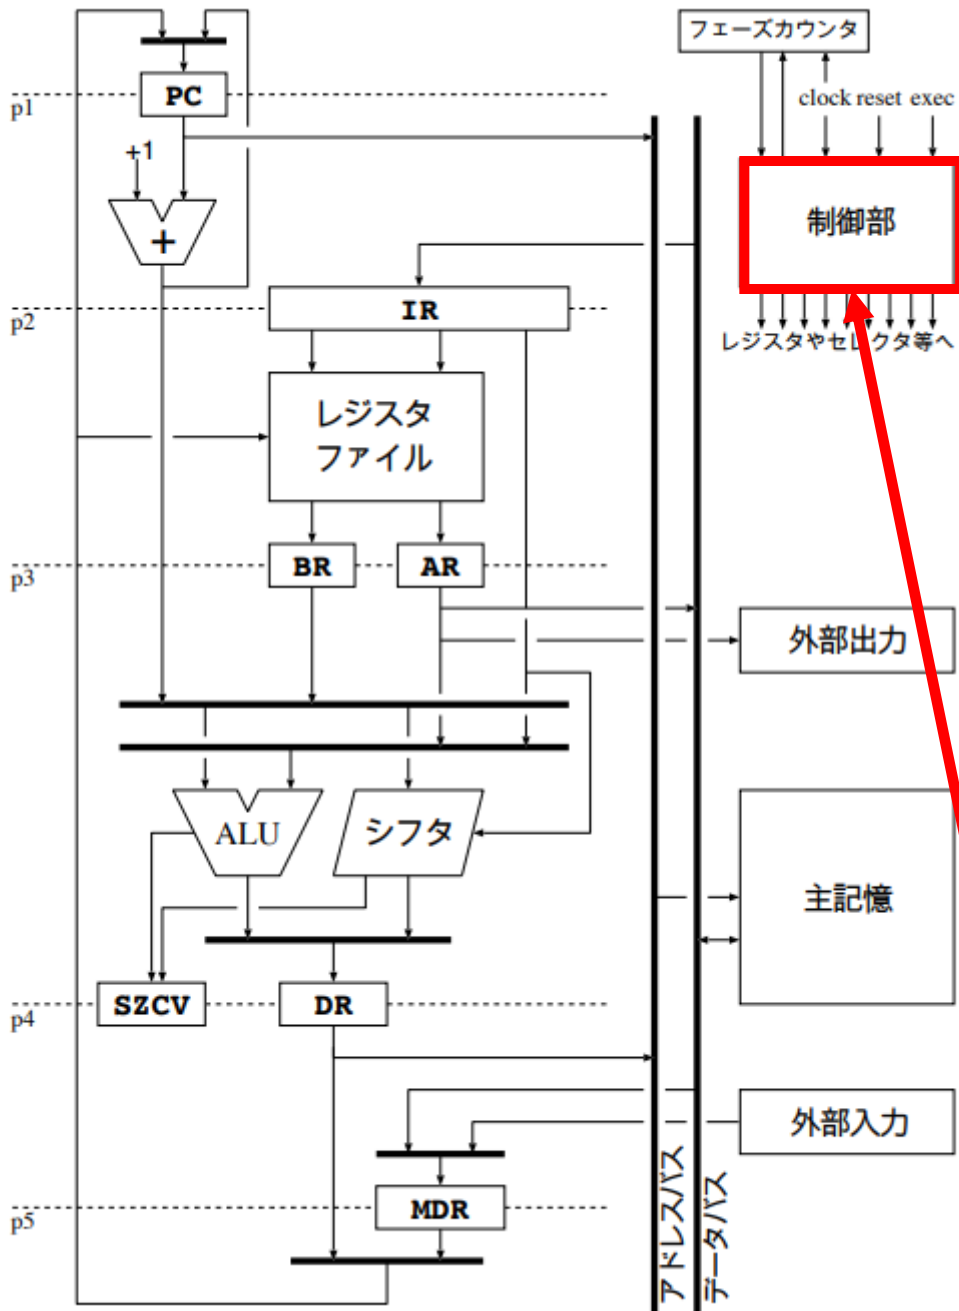 フェーズカウンタ
PC
p1
clock reset exec
+1
制御部
+
IR
p2
レジスタやセレクタ等へ
レジスタ
ファイル
BR
AR
p3
外部出力
ALU
シフタ
主記憶
SZCV
DR
p4
外部入力
MDR
p5
アドレスバス
データバス